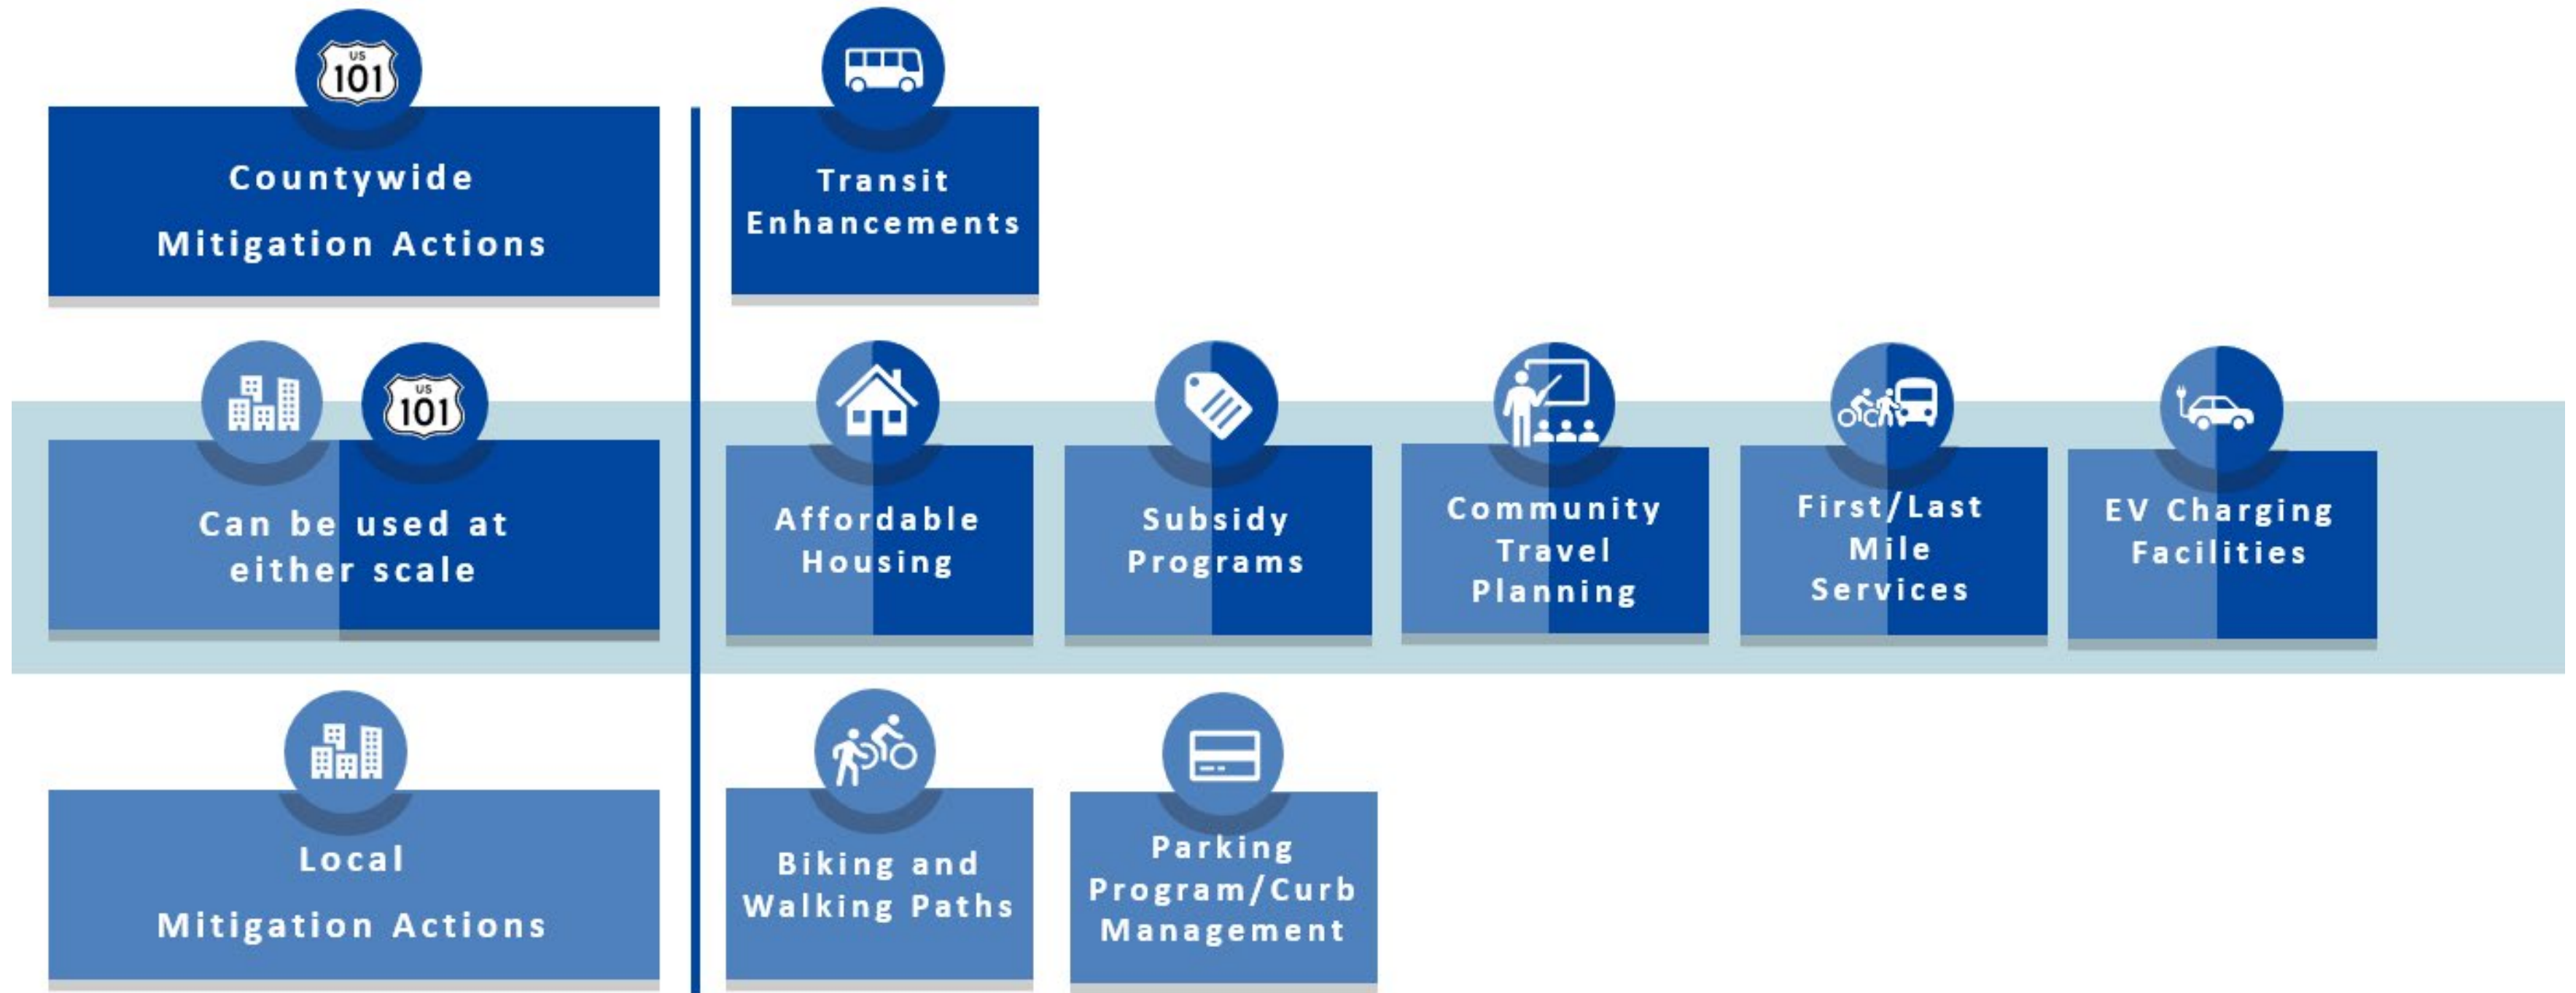 US
101
Countywide
Mitigation Actions
Transit
Enhancements
US
101
Can be used at
either scale
Affordable
Housing
Subsidy
Programs
Community
Travel
Planning
First/Last
Mile
Services
EV Charging
Facilities
Local
Mitigation Actions
Biking and
Walking Paths
Parking
Program/Curb
Management